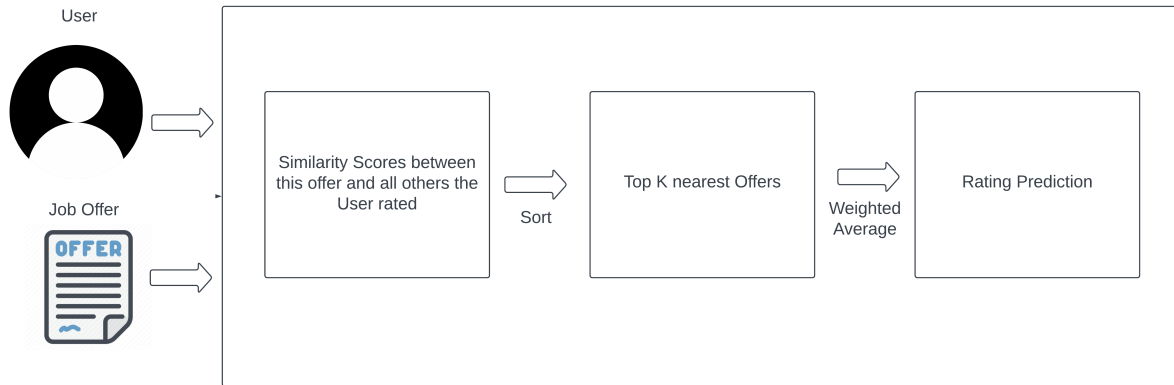 User
Job Offer
OFFER
Similarity Scores between
this offer and all others the
User rated
Sort
Top K nearest Offers
Weighted
Average
Rating Prediction